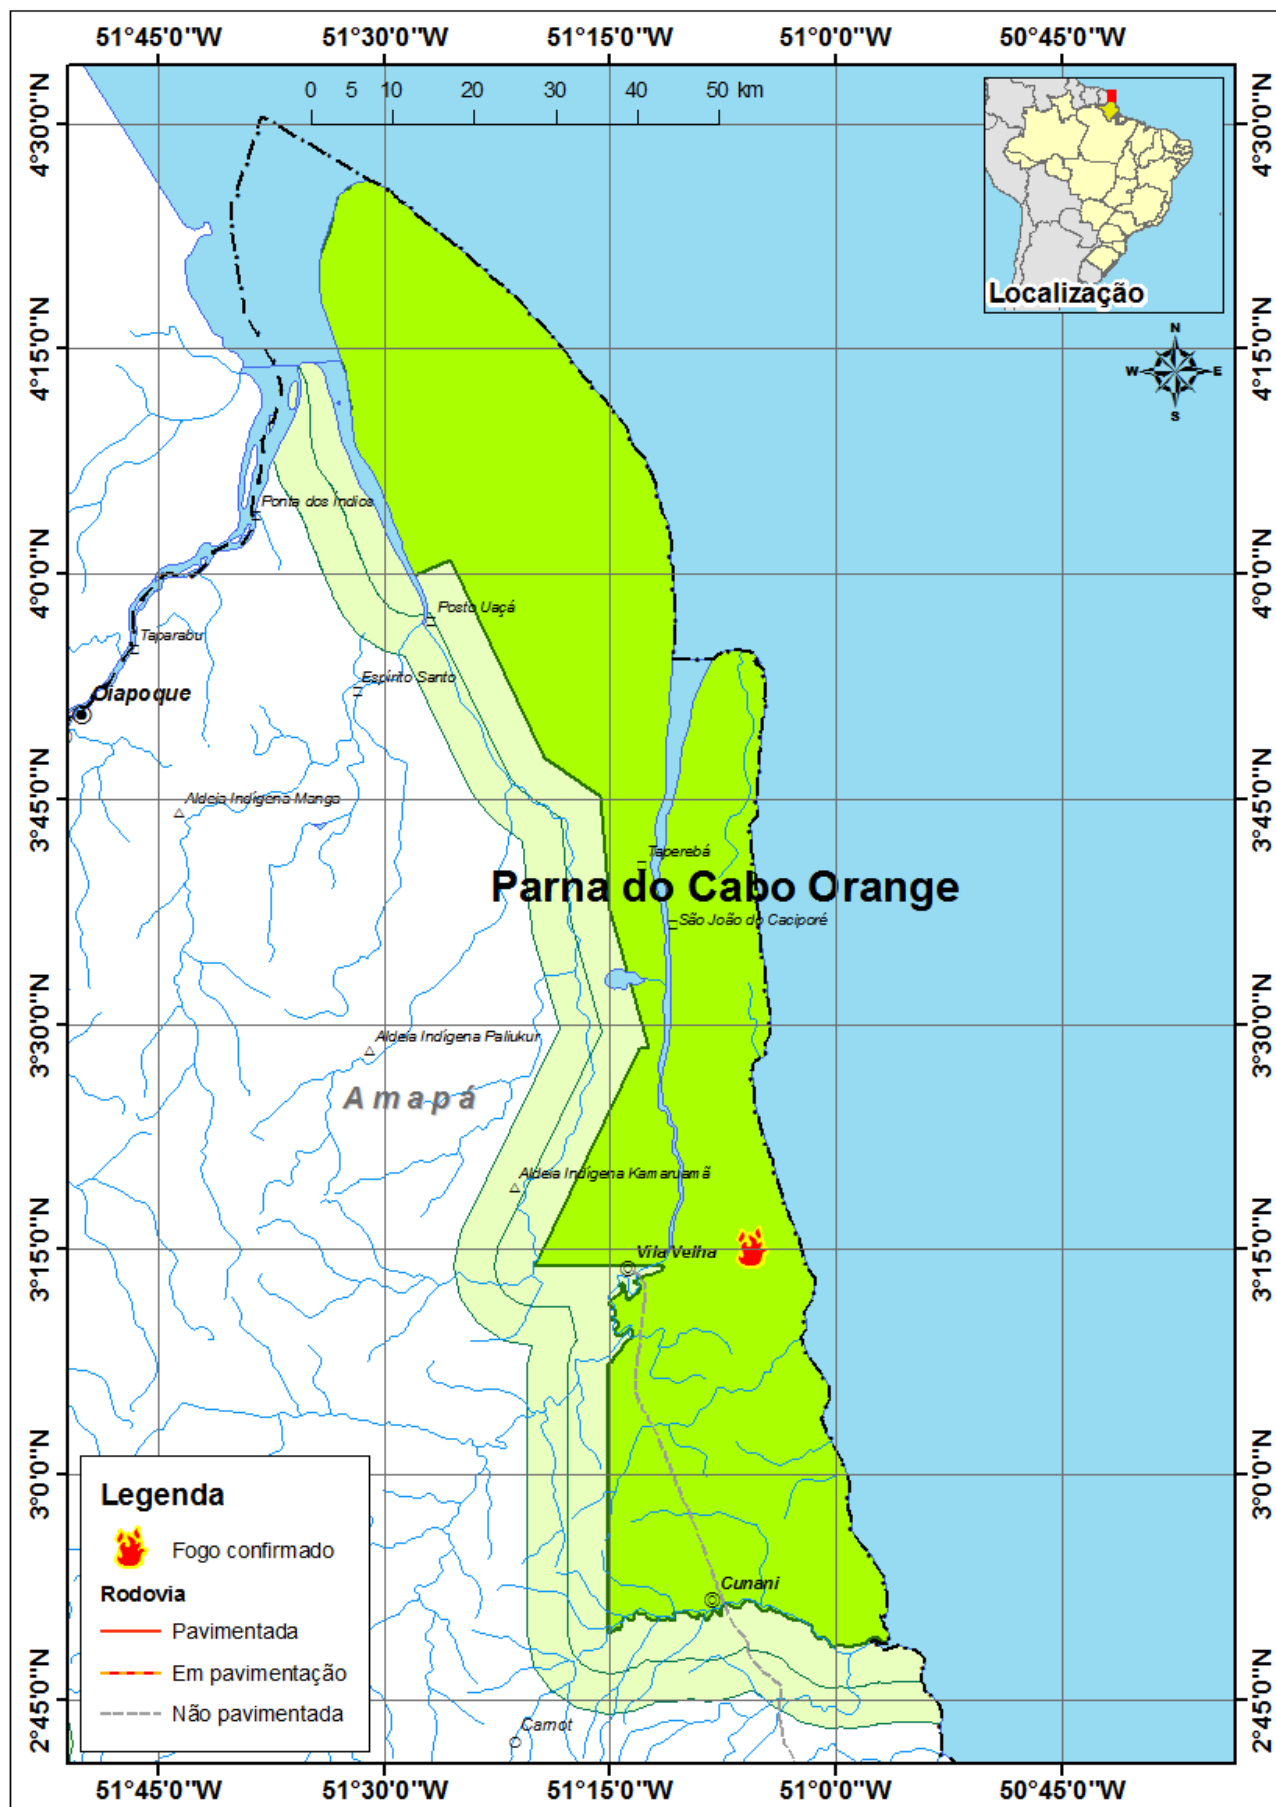 51°45'0"W 51°30'0"W 51°15'0"W 51°0'0"W 50°45'0"W
0 5 10 20 30 40 50 km
4°30'0"N 4°30'0"N
Localização
N
W E
S
4°15'0"N 4°15'0"N
Ponta dos Indios
4°0'0"N 4°0'0"N
Posto Uaçá
Taparabu
Espírito Santo
Oiapoque
3°45'0"N 3°45'0"N
Aldeia Indígena Manga
Taperebá
Parna do Cabo Orange
São João do Caciporé
3°30'0"N 3°30'0"N
Aldeia Indígena Paliukur
Amapá
Aldeia Indígena Kamaruamã
3°15'0"N 3°15'0"N
Vila Velha
3°0'0"N 3°0'0"N
Legenda
Fogo confirmado
Rodovia
Pavimentada
Em pavimentação
Não pavimentada
Cunani
2°45'0"N 2°45'0"N
Carnot
51°45'0"W 51°30'0"W 51°15'0"W 51°0'0"W 50°45'0"W